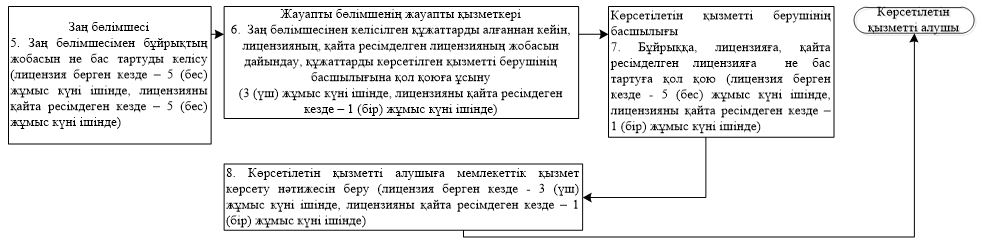 Заң бөлімшесі
5. Заң бөлімшесімен бұйрықтың
жобасын не бас тартуды келісу
(лицензия берген кезде – 5 (бес)
жұмыс күні ішінде, лицензияны
қайта ресімдеген кезде – 5 (бес)
жұмыс күні ішінде)
Жауапты бөлімшенің жауапты қызметкері
6. Заң бөлімшесінен келісілген құжаттарды алғаннан кейін,
лицензияның, қайта ресімделген лицензияның жобасын
дайындау, құжаттарды көрсетілген қызметті берушінің
басшылығына қол қоюға ұсыну
(3 (үш) жұмыс күні ішінде, лицензияны қайта ресімдеген
кезде – 1 (бір) жұмыс күні ішінде)
Көрсетілетін қызметті берушінің
басшылығы
7. Бұйрыққа, лицензияға, қайта
ресімделген лицензияға не бас
тартуға қол қою (лицензия берген
кезде - 5 (бес) жұмыс күні ішінде,
лицензияны қайта ресімдеген кезде –
1 (бір) жұмыс күні ішінде)
Көрсетілетін
қызметті алушы
8. Көрсетілетін қызметті алушыға мемлекеттік қызмет
көрсету нәтижесін беру (лицензия берген кезде - 3 (үш)
жұмыс күні ішінде, лицензияны қайта ресімдеген кезде – 1
(бір) жұмыс күні ішінде)